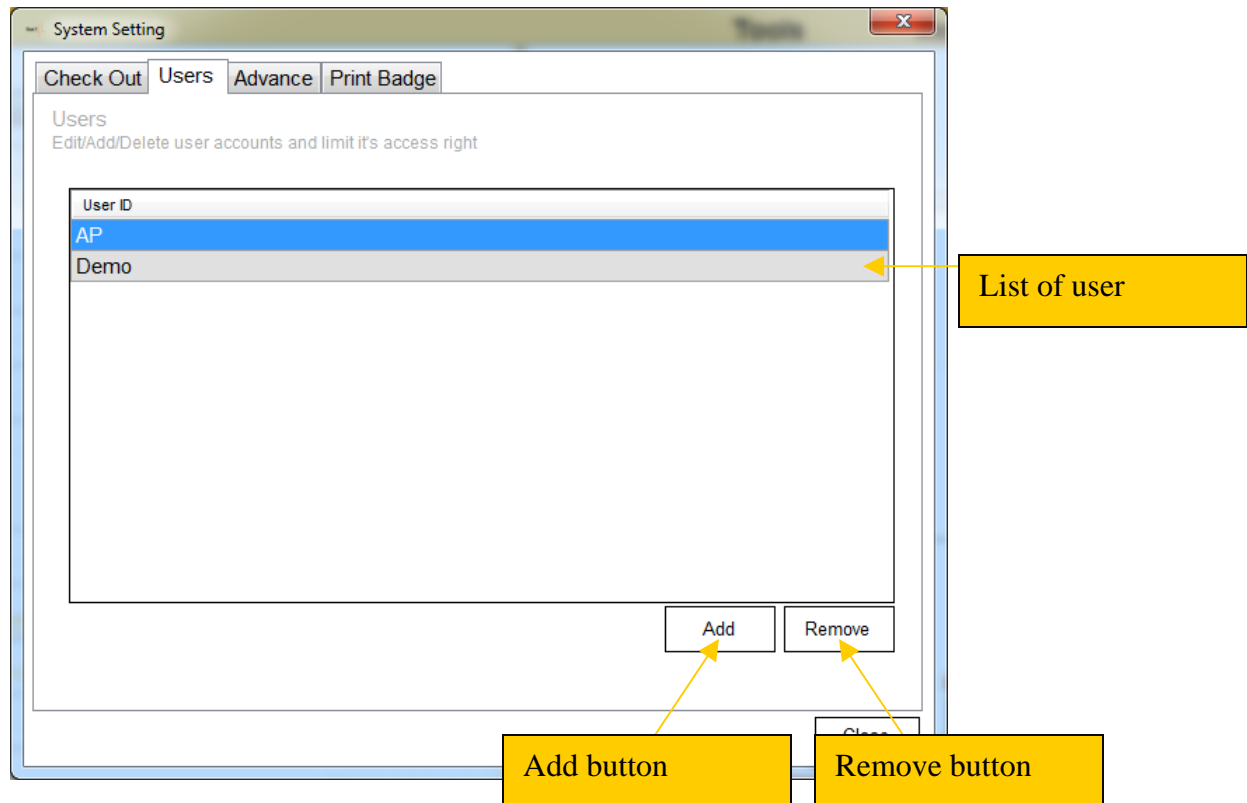 System Setting
Tools
Check Out Users Advance Print Badge
Users
Edit/Add/Delete user accounts and limit it's access right
User ID
AP
Demo
List of user
Add Remove
Close
Add button Remove button